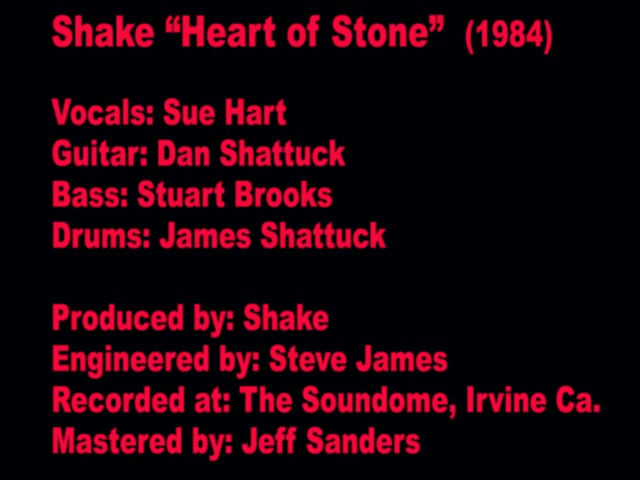 Shake “Heart of Stone” (1984)
Vocals: Sue Hart
Guitar: Dan Shattuck
Bass: Stuart Brooks
Drums: James Shattuck
Produced by: Shake
Engineered by: Steve James
Recorded at: The Soundome, Irvine Ca.
Mastered by: Jeff Sanders